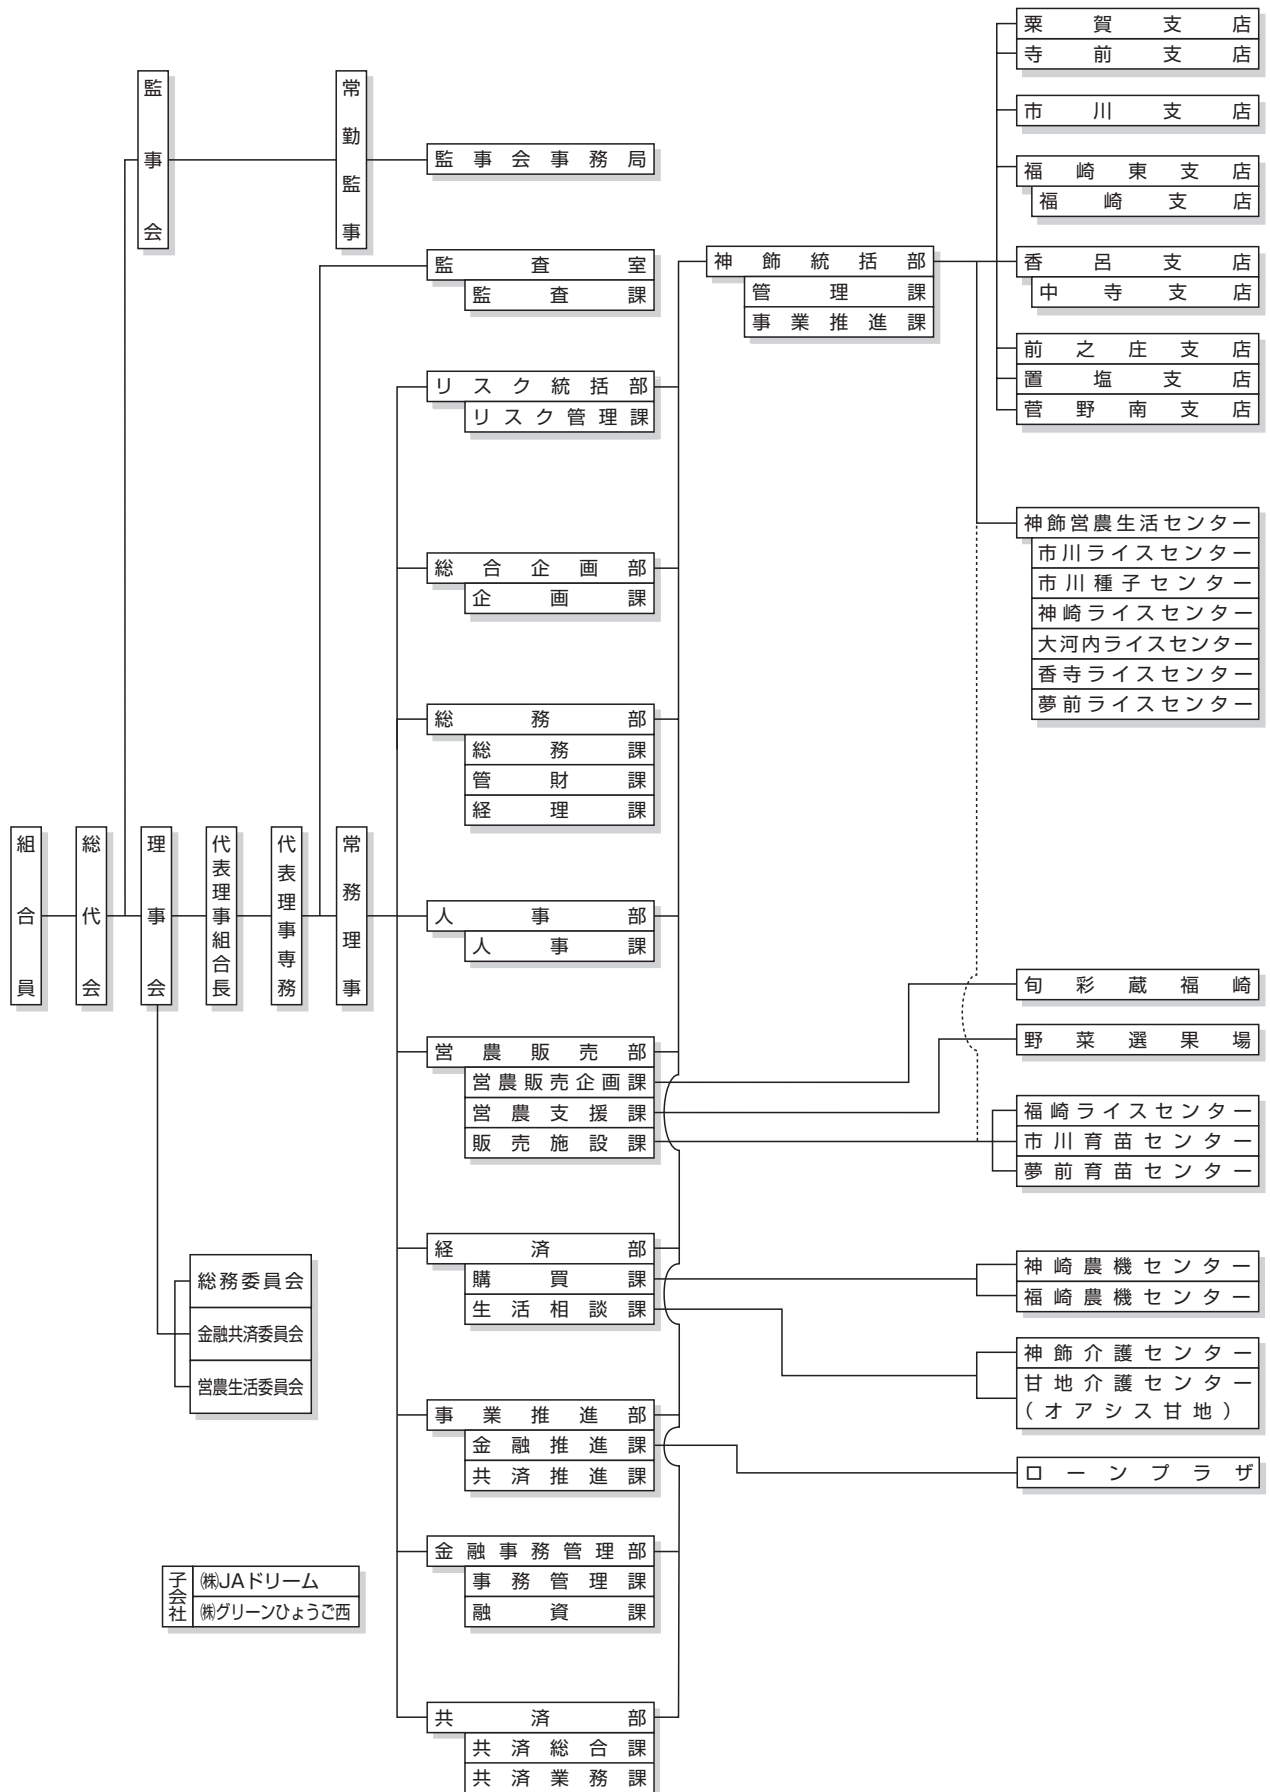 組合員
総代会
監事会
常勤監事
監事会事務局
理事会
代表理事組合長
代表理事専務
常務理事
総務委員会
金融共済委員会
営農生活委員会
子会社
㈱JAドリーム
㈱グリーンひょうご西
監査室
監査課
リスク統括部
リスク管理課
総合企画部
企画課
総務部
総務課
管財課
経理課
人事部
人事課
営農販売部
営農販売企画課
営農支援課
販売施設課
経済部
購買課
生活相談課
事業推進部
金融推進課
共済推進課
金融事務管理部
事務管理課
融資課
共済部
共済総合課
共済業務課
神飾統括部
管理課
事業推進課
粟賀支店
寺前支店
市川支店
福崎東支店
福崎支店
香呂支店
中寺支店
前之庄支店
置塩支店
菅野南支店
神飾営農生活センター
市川ライスセンター
市川種子センター
神崎ライスセンター
大河内ライスセンター
香寺ライスセンター
夢前ライスセンター
旬彩蔵福崎
野菜選果場
福崎ライスセンター
市川育苗センター
夢前育苗センター
神崎農機センター
福崎農機センター
神飾介護センター
甘地介護センター
(オアシス甘地)
ローンプラザ